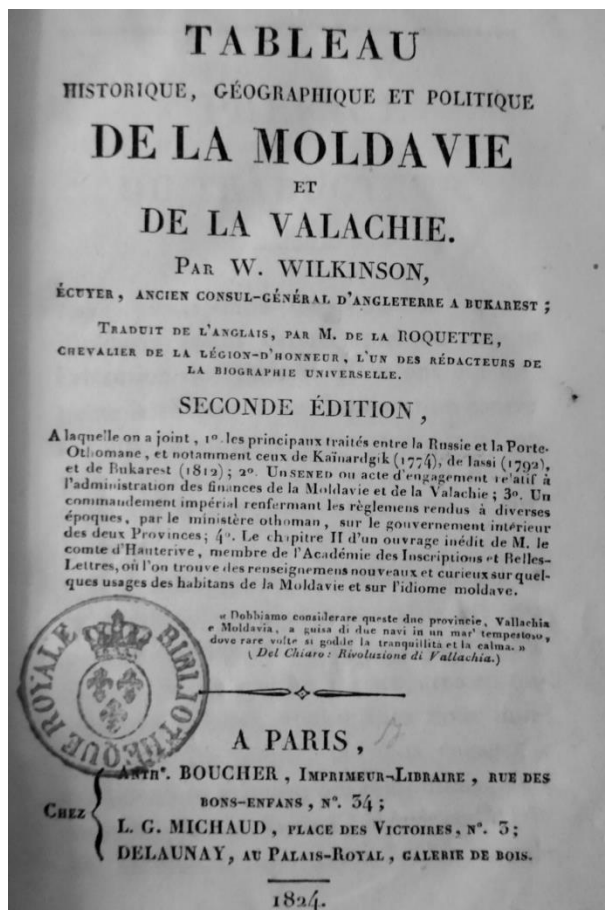 TABLEAU
HISTORIQUE, GÉOGRAPHIQUE ET POLITIQUE
DE LA MOLDAVIE
ET
DE LA VALACHIE.
PAR W. WILKINSON,
ÉCUYER, ANCIEN CONSUL-GÉNÉRAL D'ANGLETERRE A BUKAREST;
TRADUIT DE L'ANGLAIS, PAR M. DE LA ROQUETTE,
CHEVALIER DE LA LÉGION-D'HONNEUR, L'UN DES RÉDACTEURS DE
LA BIOGRAPHIE UNIVERSELLE.
SECONDE ÉDITION,
A laquelle on a joint, 1º. les principaux traités entre la Russie et la Porte-
Othomane, et notamment ceux de Kaïnardgik (1774), de Iassi (1792),
et de Bukarest (1812); 2º. Un SENED ou acte d'engagement relatif à
l'administration des finances de la Moldavie et de la Valachie; 3º. Un
commandement impérial renfermant les règlemens rendus à diverses
époques, par le ministère othoman, sur le gouvernement intérieur
des deux Provinces; 4º. Le chapitre II d'un ouvrage inédit de M. le
comte d'Hauterive, membre de l'Académie des Inscriptions et Belles-
Lettres, où l'on trouve des renseignemens nouveaux et curieux sur quel-
ques usages des habitans de la Moldavie et sur l'idiome moldave.
« Dobbiamo considerare queste due provincie, Vallachia
e Moldavia, a guisa di due navi in un mar' tempestoso,
dove rare volte si godde la tranquillità et la calma. »
(Del Chiaro: Rivoluzione di Vallachia.)
BIBLIOTHÈQUE ROYALE
A PARIS,
CHEZ
ANTH. BOUCHER, IMPRIMEUR-LIBRAIRE, RUE DES
BONS-ENFANS, Nº. 34;
L. G. MICHAUD, PLACE DES VICTOIRES, Nº. 3;
DELAUNAY, AU PALAIS-ROYAL, GALERIE DE BOIS.
1824.